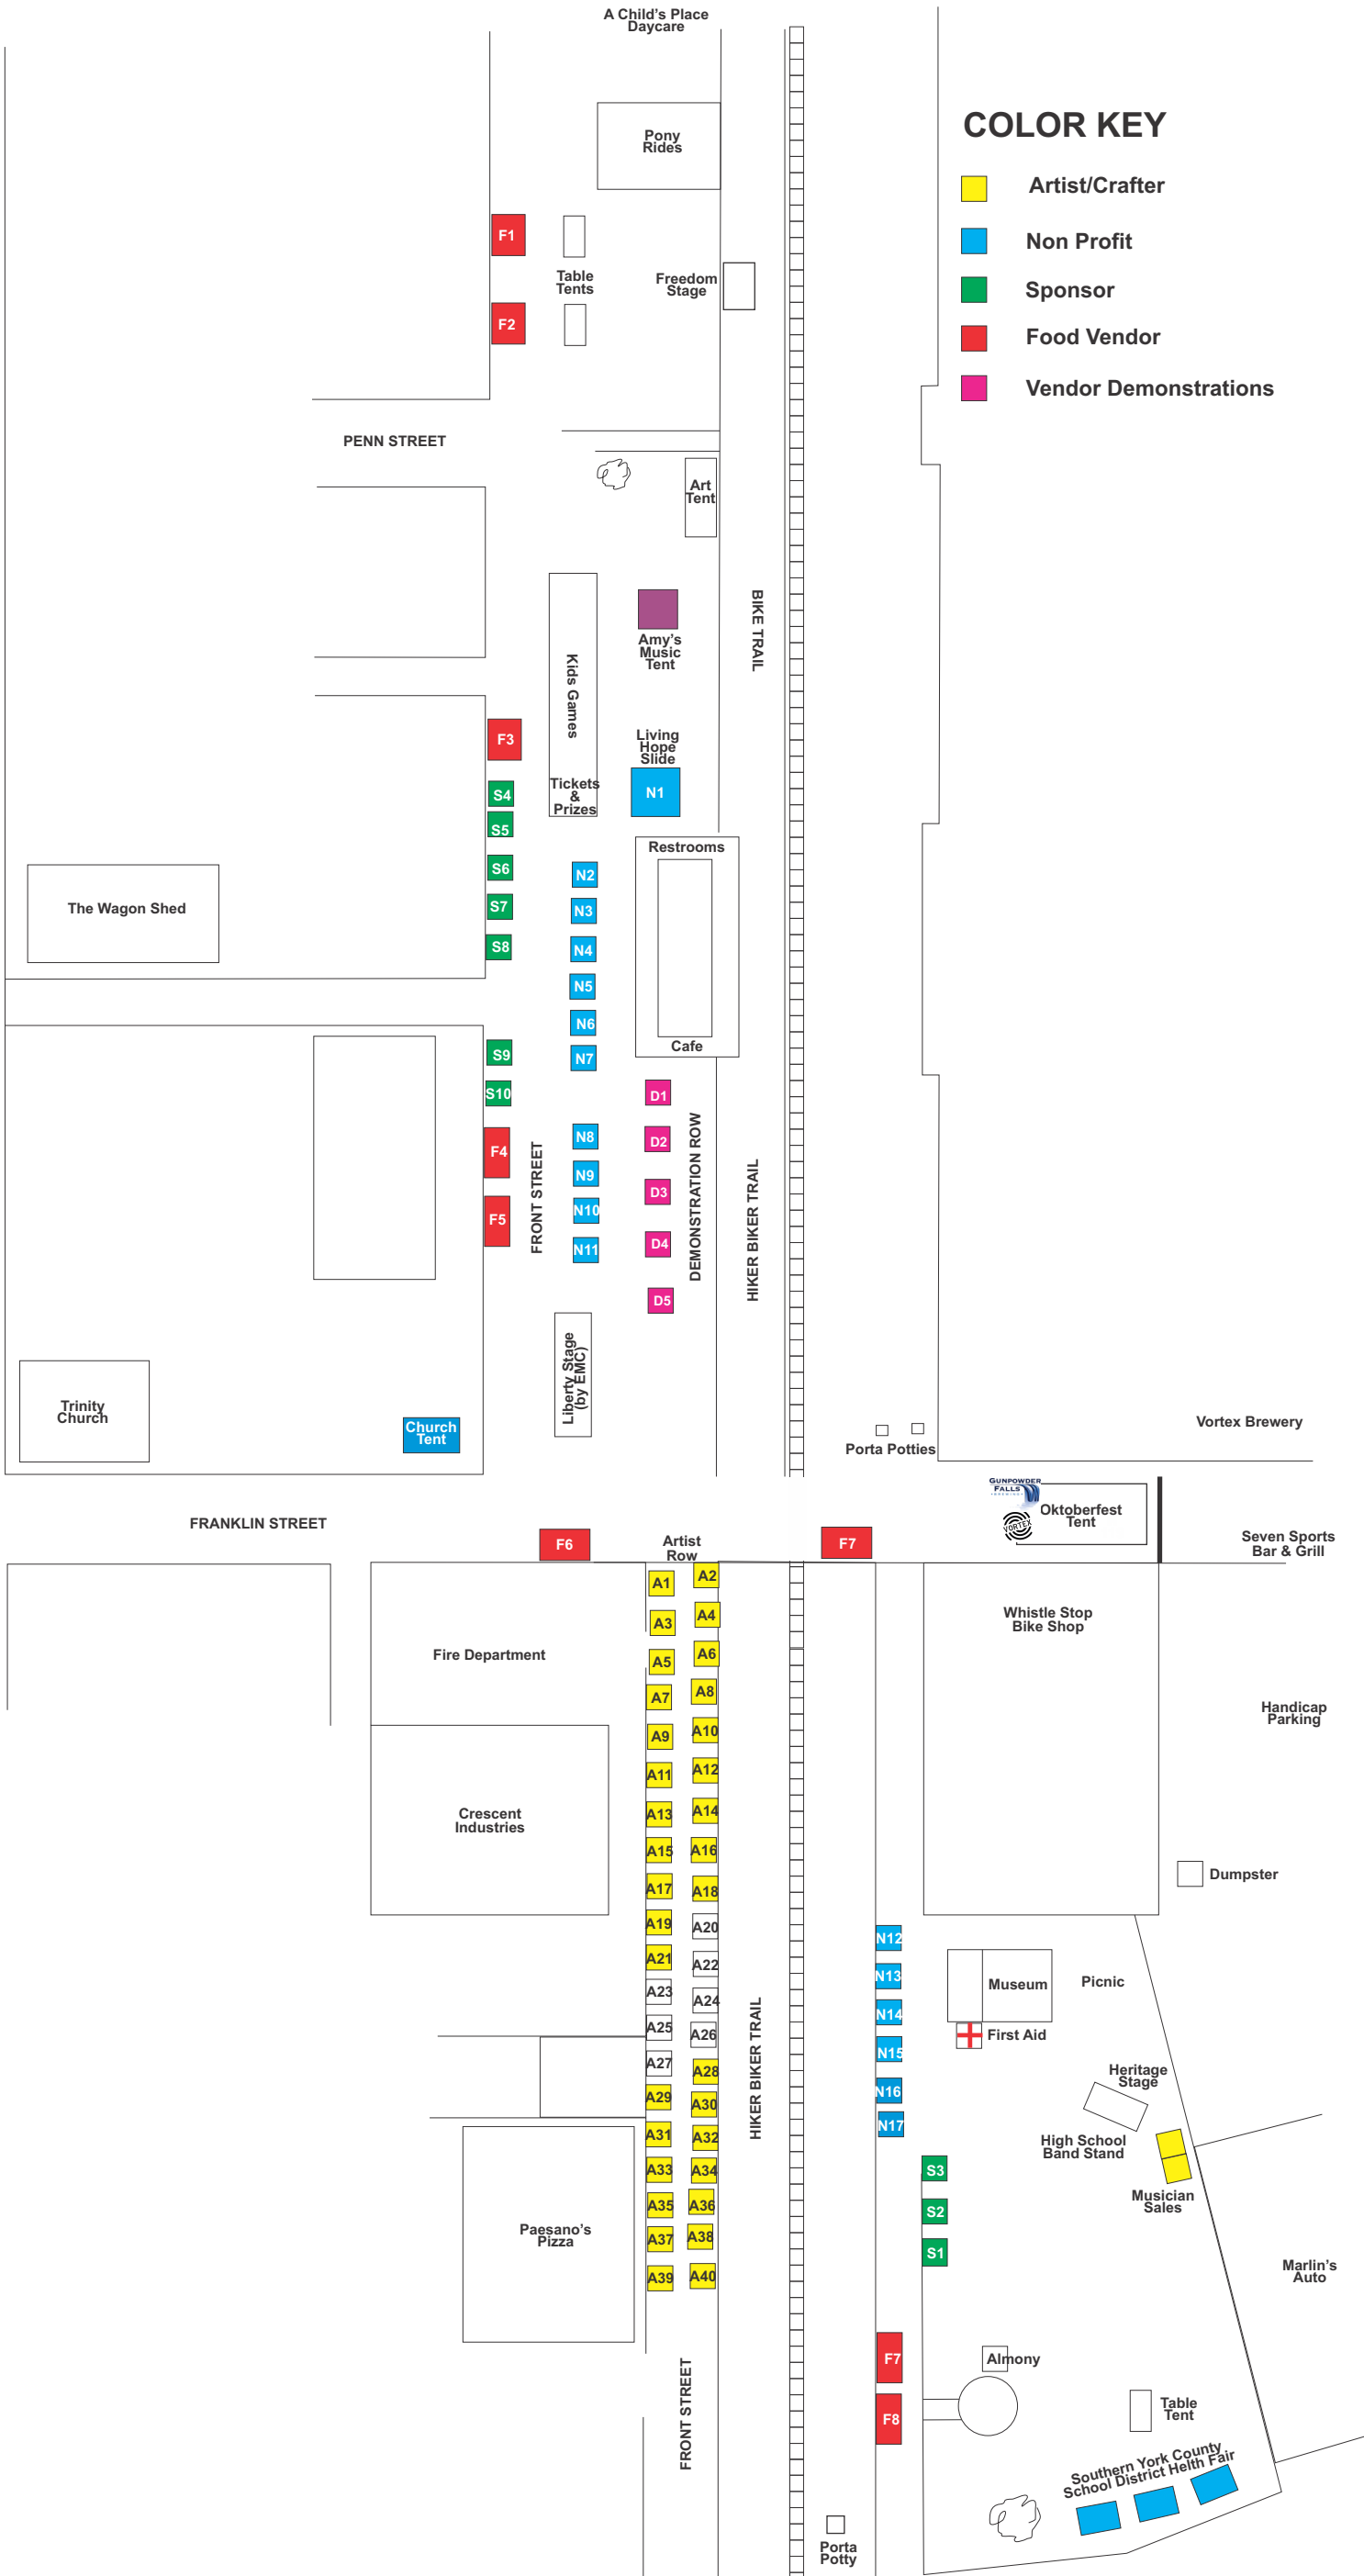 A Child's Place
Daycare
Pony
Rides
COLOR KEY
Artist/Crafter
Non Profit
Sponsor
Food Vendor
Vendor Demonstrations
F1
Table
Tents
F2
Freedom
Stage
PENN STREET
Art
Tent
BIKE TRAIL
Amy's
Music
Tent
Kids Games
Tickets
&
Prizes
Living
Hope
Slide
N1
F3
S4
S5
S6
S7
S8
The Wagon Shed
Restrooms
Cafe
N2
N3
N4
N5
N6
N7
S9
S10
F4
F5
FRONT STREET
N8
N9
N10
N11
D1
D2
D3
D4
D5
DEMONSTRATION ROW
HIKER BIKER TRAIL
Liberty Stage
(by EMC)
Trinity
Church
Church
Tent
Porta Potties
Vortex Brewery
GUNPOWDER
FALLS
VORTEX
Oktoberfest
Tent
FRANKLIN STREET
F6
Artist
Row
F7
Seven Sports
Bar & Grill
A1
A2
A3
A4
A5
A6
A7
A8
A9
A10
A11
A12
A13
A14
A15
A16
A17
A18
A19
A20
A21
A22
A23
A24
A25
A26
A27
A28
A29
A30
A31
A32
A33
A34
A35
A36
A37
A38
A39
A40
Fire Department
Crescent
Industries
Paesano's
Pizza
FRONT STREET
HIKER BIKER TRAIL
Whistle Stop
Bike Shop
Handicap
Parking
Dumpster
N12
N13
N14
N15
N16
N17
Museum
Picnic
First Aid
Heritage
Stage
High School
Band Stand
Musician
Sales
S3
S2
S1
Marlin's
Auto
F7
F8
Almony
Table
Tent
Southern York County
School District Helth Fair
Porta
Potty